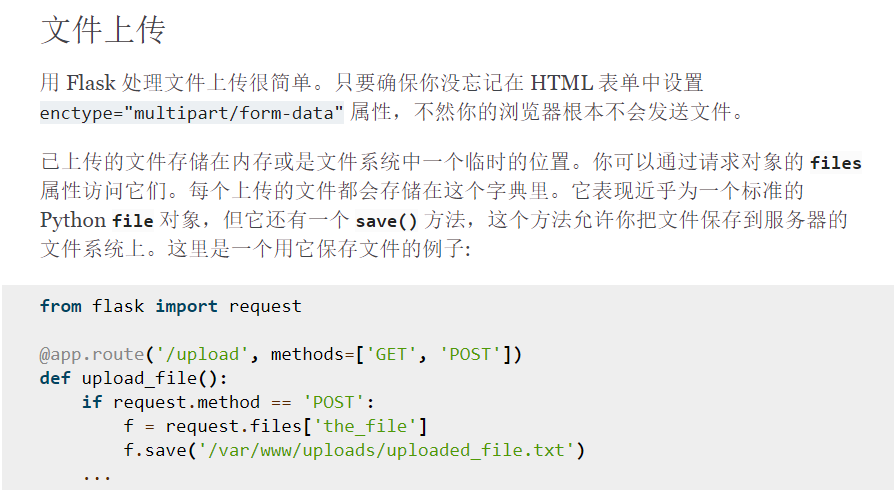 文件上传
用 Flask 处理文件上传很简单。只要确保你没忘记在 HTML 表单中设置
enctype="multipart/form-data" 属性，不然你的浏览器根本不会发送文件。
已上传的文件存储在内存或是文件系统中一个临时的位置。你可以通过请求对象的 files
属性访问它们。每个上传的文件都会存储在这个字典里。它表现近乎为一个标准的
Python file 对象，但它还有一个 save() 方法，这个方法允许你把文件保存到服务器的
文件系统上。这里是一个用它保存文件的例子:
from flask import request
@app.route('/upload', methods=['GET', 'POST'])
def upload_file():
    if request.method == 'POST':
        f = request.files['the_file']
        f.save('/var/www/uploads/uploaded_file.txt')
    ...